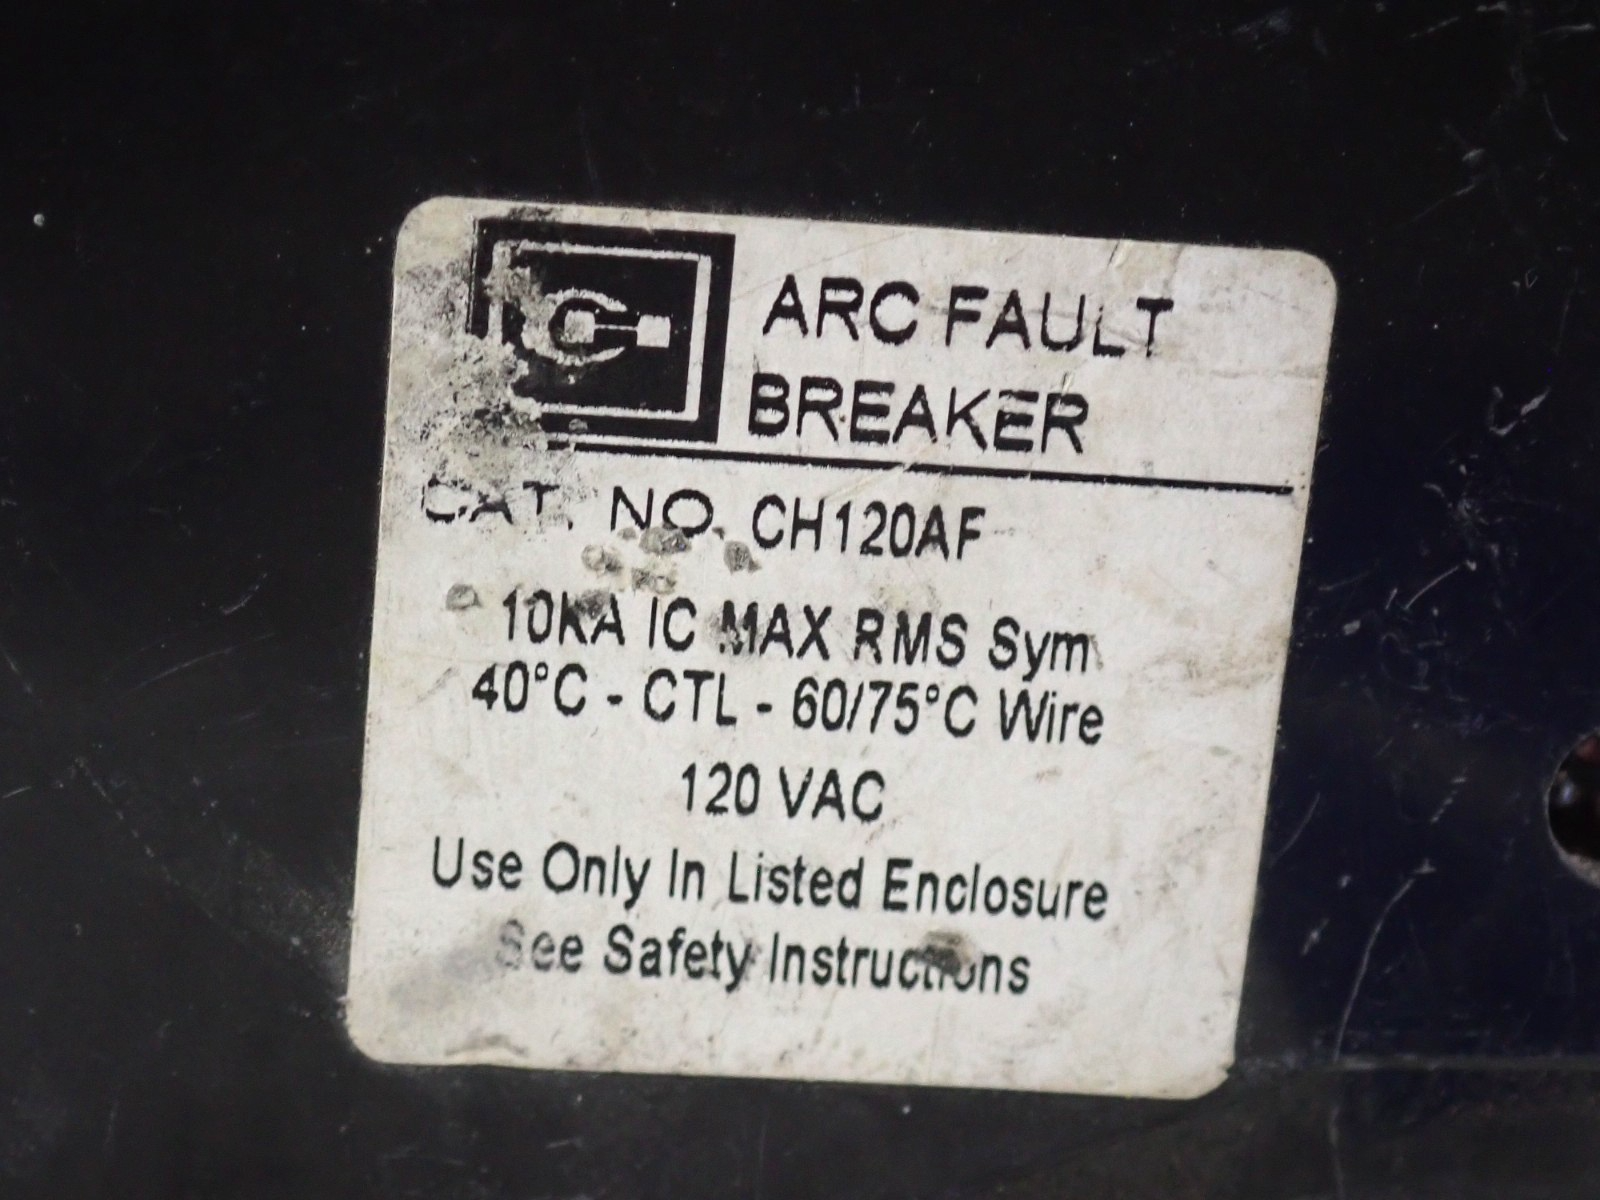 ARC FAULT
BREAKER
CAT. NO. CH120AF
10KA IC MAX RMS Sym
40°C - CTL - 60/75°C Wire
120 VAC
Use Only In Listed Enclosure
See Safety Instructions